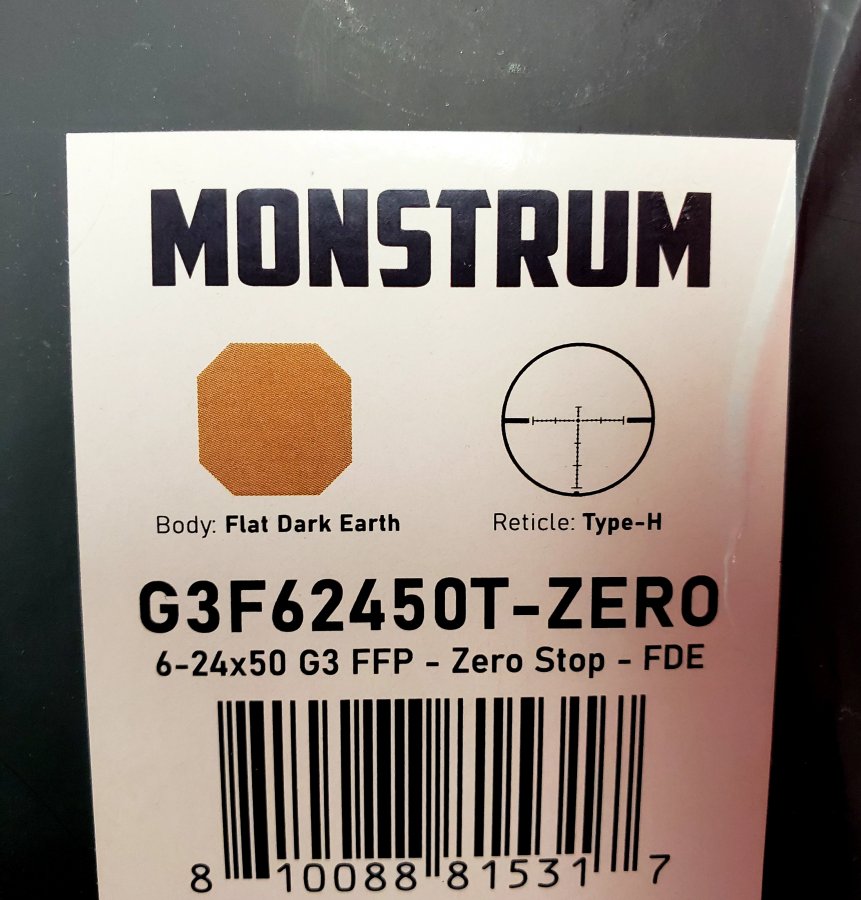 MONSTRUM
Body: Flat Dark Earth
Reticle: Type-H
G3F62450T-ZERO
6-24x50 G3 FFP - Zero Stop - FDE
8 10088 81531 7